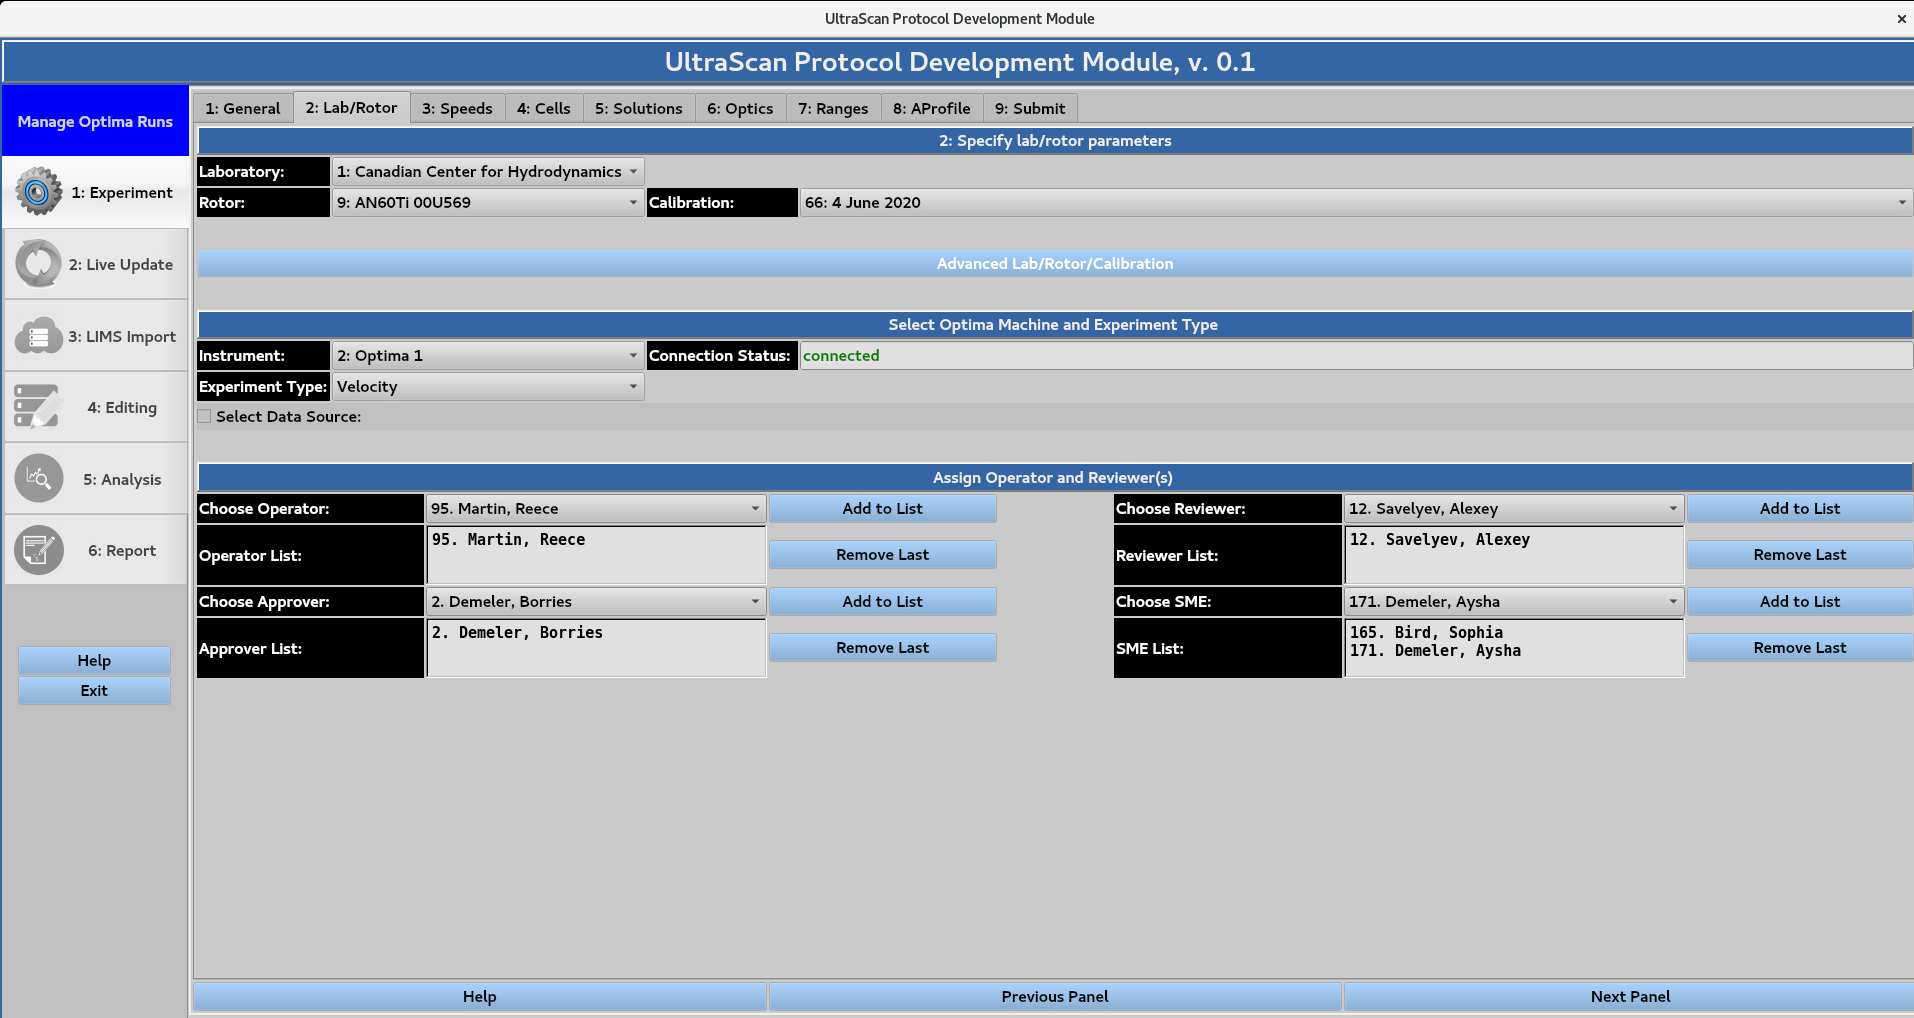 UltraScan Protocol Development Module
×
UltraScan Protocol Development Module, v. 0.1
Manage Optima Runs
1: Experiment
2: Live Update
3: LIMS Import
4: Editing
5: Analysis
6: Report
Help
Exit
1: General 2: Lab/Rotor 3: Speeds 4: Cells 5: Solutions 6: Optics 7: Ranges 8: AProfile 9: Submit
2: Specify lab/rotor parameters
Laboratory: 1: Canadian Center for Hydrodynamics
Rotor: 9: AN60Ti 00U569 Calibration: 66: 4 June 2020
Advanced Lab/Rotor/Calibration
Select Optima Machine and Experiment Type
Instrument: 2: Optima 1 Connection Status: connected
Experiment Type: Velocity
Select Data Source:
Assign Operator and Reviewer(s)
Choose Operator: 95. Martin, Reece Add to List Choose Reviewer: 12. Savelyev, Alexey Add to List
Operator List: 95. Martin, Reece Remove Last Reviewer List: 12. Savelyev, Alexey Remove Last
Choose Approver: 2. Demeler, Borries Add to List Choose SME: 171. Demeler, Aysha Add to List
Approver List: 2. Demeler, Borries Remove Last SME List: 165. Bird, Sophia
171. Demeler, Aysha Remove Last
Help Previous Panel Next Panel